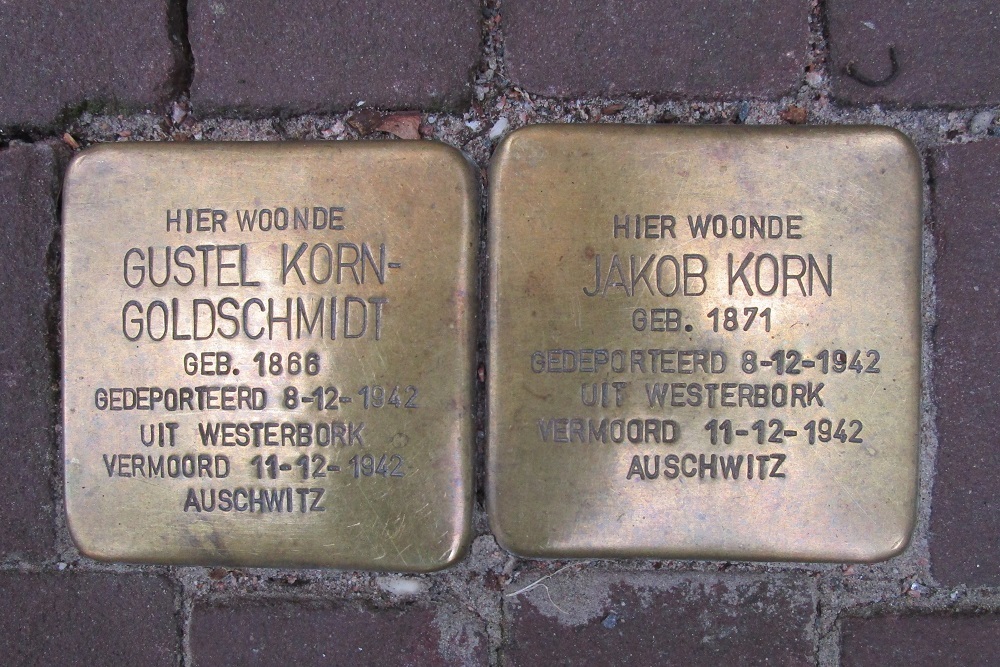 HIER WOONDE
GUSTEL KORN-
GOLDSCHMIDT
GEB. 1866
GEDEPORTEERD 8-12-1942
UIT WESTERBORK
VERMOORD 11-12-1942
AUSCHWITZ
HIER WOONDE
JAKOB KORN
GEB. 1871
GEDEPORTEERD 8-12-1942
UIT WESTERBORK
VERMOORD 11-12-1942
AUSCHWITZ